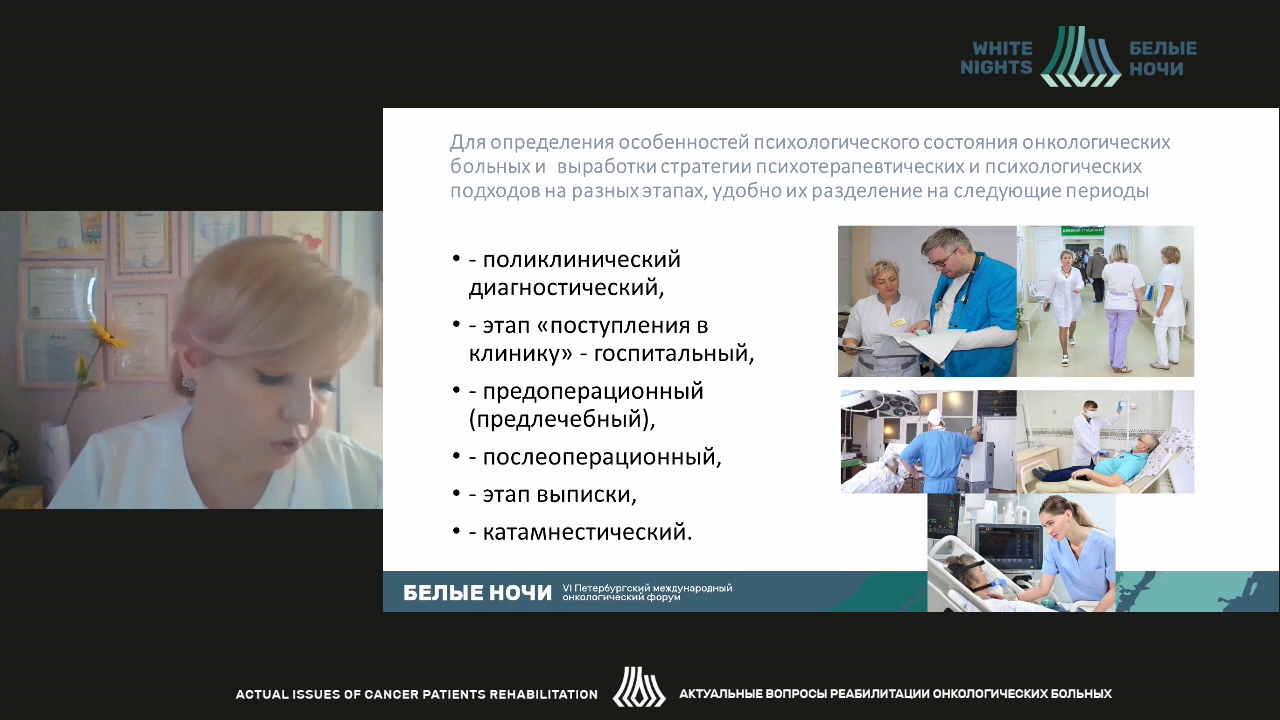 WHITE
NIGHTS
БЕЛЫЕ
НОЧИ
Для определения особенностей психологического состояния онкологических
больных и выработки стратегии психотерапевтических и психологических
подходов на разных этапах, удобно их разделение на следующие периоды
• - поликлинический
диагностический,
• - этап «поступления в
клинику» - госпитальный,
• - предоперационный
(предлечебный),
• - послеоперационный,
• - этап выписки,
• - катамнестический.
БЕЛЫЕ НОЧИ
VI Петербургский международный
онкологический форум
ACTUAL ISSUES OF CANCER PATIENTS REHABILITATION
АКТУАЛЬНЫЕ ВОПРОСЫ РЕАБИЛИТАЦИИ ОНКОЛОГИЧЕСКИХ БОЛЬНЫХ